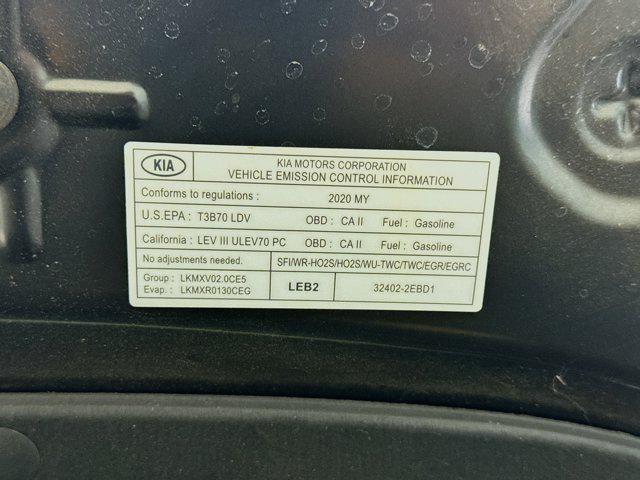 KIA
KIA MOTORS CORPORATION
VEHICLE EMISSION CONTROL INFORMATION
Conforms to regulations : 2020 MY
U.S.EPA : T3B70 LDV OBD : CA II Fuel : Gasoline
California : LEV III ULEV70 PC OBD : CA II Fuel : Gasoline
No adjustments needed. SFI/WR-HO2S/HO2S/WU-TWC/TWC/EGR/EGRC
Group : LKMXV02.0CE5
Evap. : LKMXR0130CEG
LEB2
32402-2EBD1